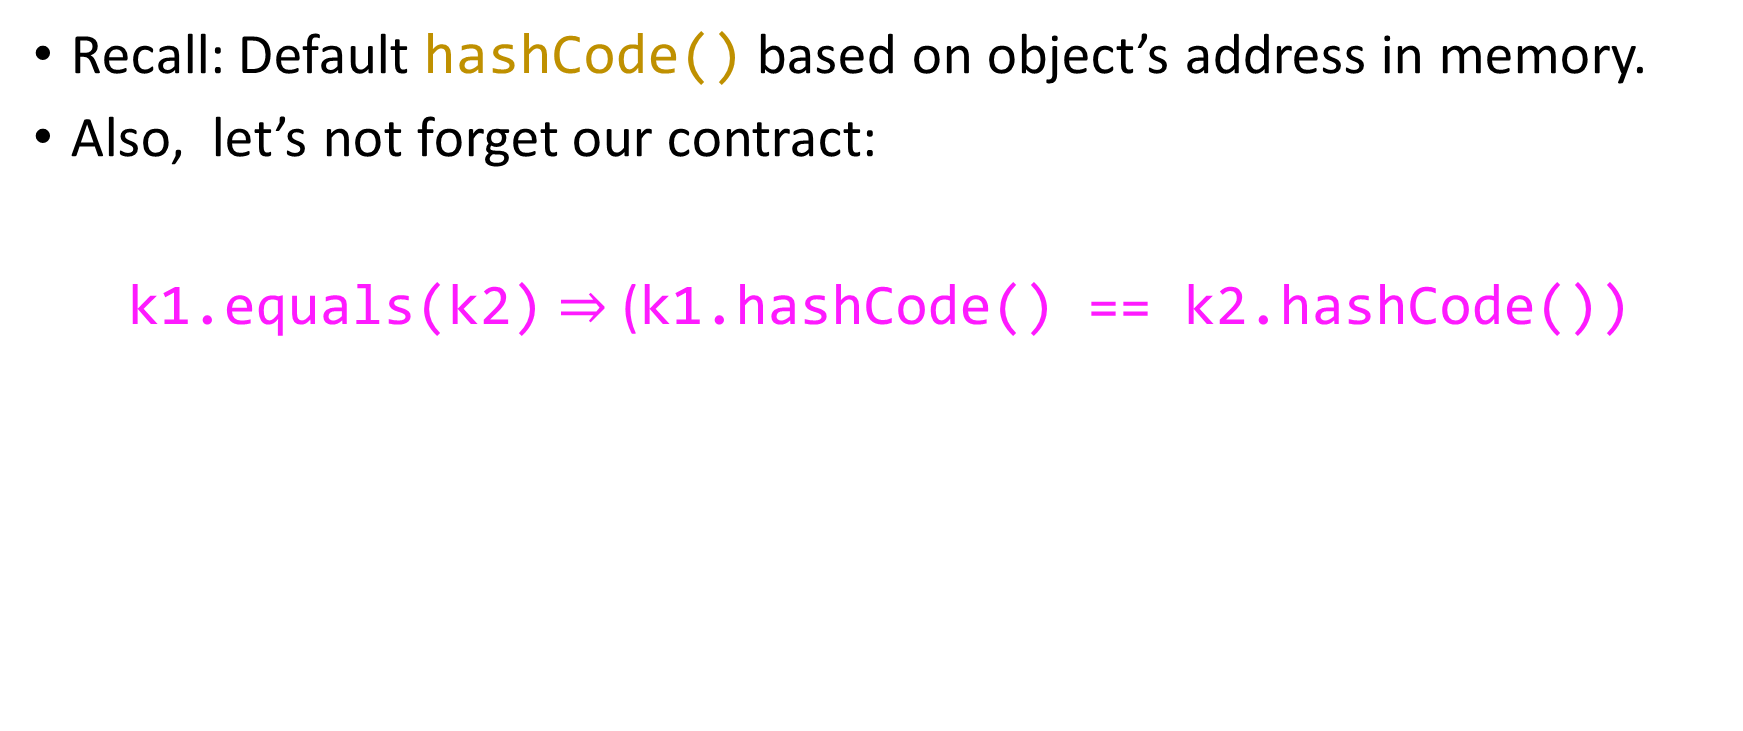 • Recall: Default hashCode() based on object’s address in memory.
• Also,  let’s not forget our contract:
k1.equals(k2) ⇒ (k1.hashCode() == k2.hashCode())